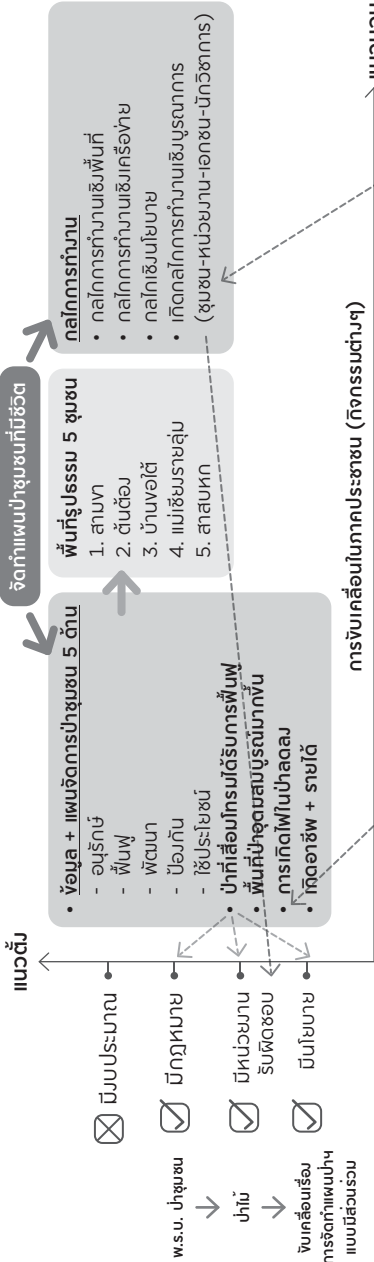 จัดทำแผนป่าชุมชนที่มีชีวิต
แนวตั้ง
• ข้อมูล + แผนจัดการป่าชุมชน 5 ด้าน
- อนุรักษ์
- ฟื้นฟู
- พัฒนา
- ป้องกัน
- ใช้ประโยชน์
• ป่าที่เสื่อมโทรมได้รับการฟื้นฟู
• พื้นที่ป่าอุดมสมบูรณ์มากขึ้น
• การเกิดไฟในป่าลดลง
• เกิดอาชีพ + รายได้
พื้นที่รูปธรรม 5 ชุมชน
1. สามขา
2. ต้นต้อง
3. บ้านขอใต้
4. แม่เชียงรายลุ่ม
5. สาสบหก
กลไกการทำงาน
• กลไกการทำงานเชิงพื้นที่
• กลไกการทำงานเชิงเครือข่าย
• กลไกเชิงนโยบาย
• เกิดกลไกการทำงานเชิงบูรณาการ
(ชุมชน-หน่วยงาน-เอกชน-นักวิชาการ)
มีงบประมาณ
มีกฎหมาย
มีหน่วยงาน
รับผิดชอบ
มีนโยบาย
พ.ร.บ. ป่าชุมชน
ป่าไม้
ขับเคลื่อนเรื่อง
การจัดทำแผนป่าฯ
แบบมีส่วนร่วม
การขับเคลื่อนในภาคประชาชน (กิจกรรมต่างๆ)
แนวนอน